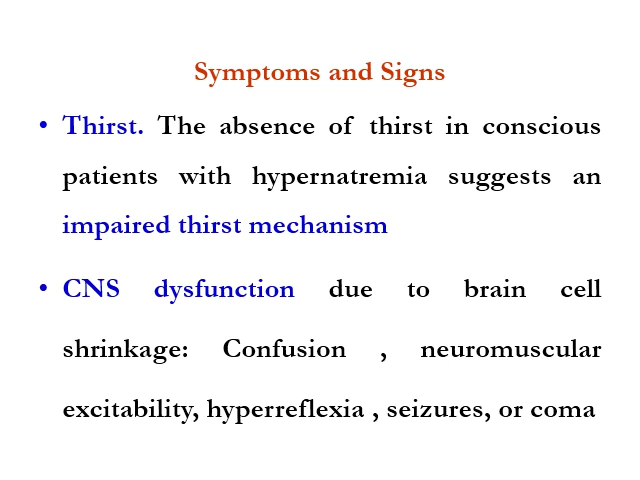 Symptoms and Signs
• Thirst. The absence of thirst in conscious
patients with hypernatremia suggests an
impaired thirst mechanism
• CNS dysfunction due to brain cell
shrinkage: Confusion , neuromuscular
excitability, hyperreflexia , seizures, or coma